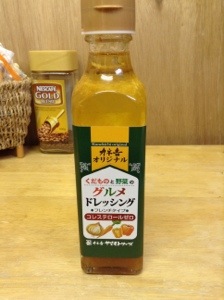 NESCAFÉ
GOLD
BLEND
オリジナル
くだものと野菜の
グルメ
ドレッシング
フレンチタイプ
コレステロールゼロ